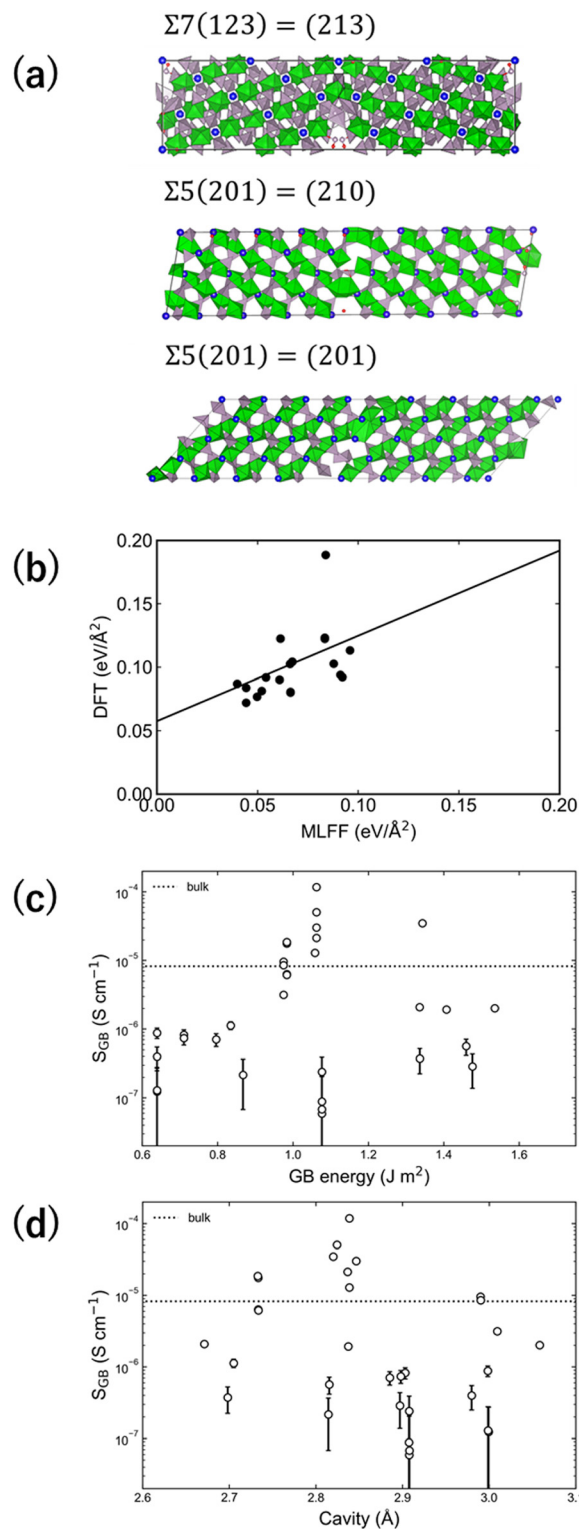 Σ7(123) = (213)
(a)
Σ5(201) = (210)
Σ5(201) = (201)
(b)
0.20
0.15
0.10
0.05
0.00
DFT (eV/Å²)
0.00 0.05 0.10 0.15 0.20
MLFF (eV/Å²)
(c)
bulk
10⁻⁴
10⁻⁵
10⁻⁶
10⁻⁷
S_GB (S cm⁻¹)
0.6 0.8 1.0 1.2 1.4 1.6
GB energy (J m²)
(d)
bulk
10⁻⁴
10⁻⁵
10⁻⁶
10⁻⁷
S_GB (S cm⁻¹)
2.6 2.7 2.8 2.9 3.0 3.1
Cavity (Å)